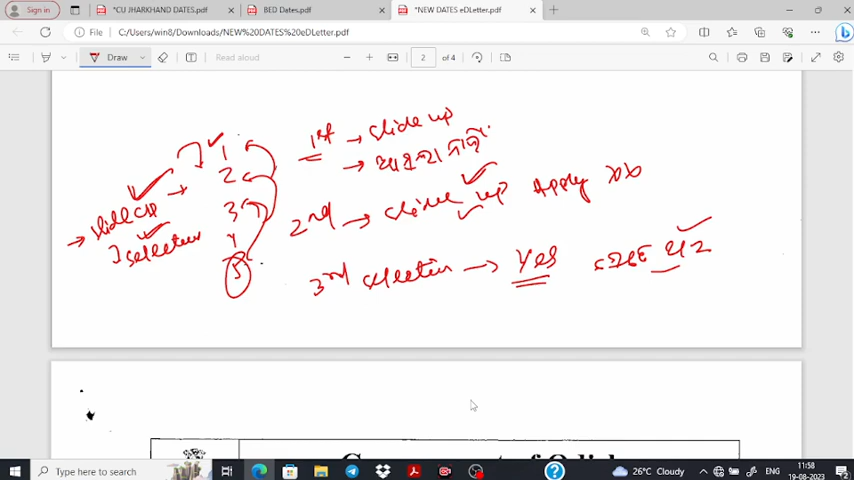 Sign in
*CU JHARKHAND DATES.pdf
BED Dates.pdf
*NEW DATES eDLetter.pdf
File
C:/Users/win8/Downloads/NEW%20DATES%20eDLetter.pdf
Draw
Read aloud
2
of 4
1st → slide up
1
2
3
4
5
slide up
selection
2nd → slide up Apply
3rd selection → Yes
Type here to search
26°C Cloudy
ENG
11:58
19-08-2023
2